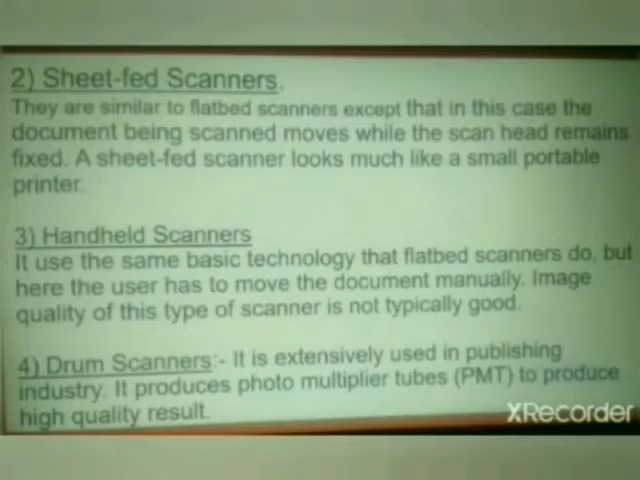 2) Sheet-fed Scanners.
They are similar to flatbed scanners except that in this case the
document being scanned moves while the scan head remains
fixed. A sheet-fed scanner looks much like a small portable
printer.
3) Handheld Scanners
It use the same basic technology that flatbed scanners do, but
here the user has to move the document manually. Image
quality of this type of scanner is not typically good.
4) Drum Scanners:- It is extensively used in publishing
industry. It produces photo multiplier tubes (PMT) to produce
high quality result.
XRecorder